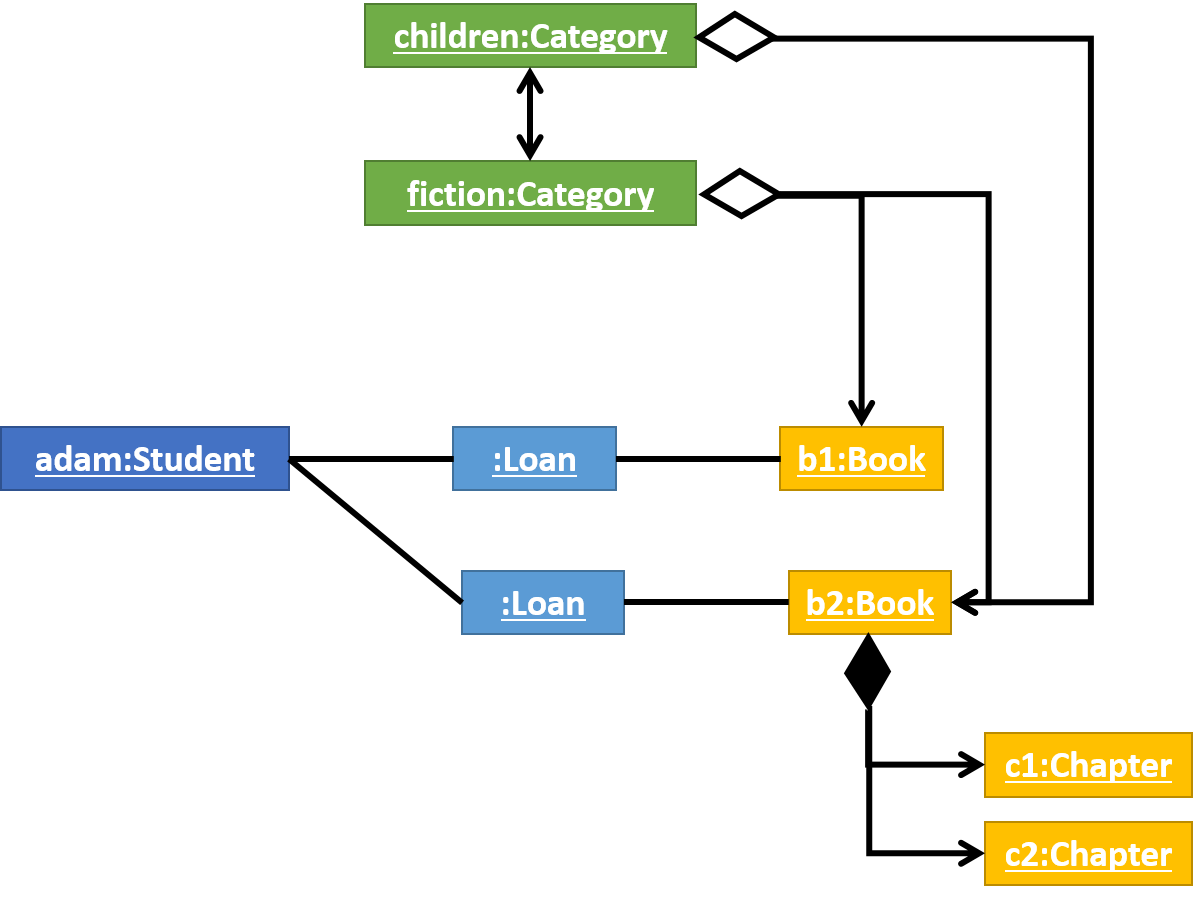 children:Category
fiction:Category
adam:Student
:Loan
b1:Book
:Loan
b2:Book
c1:Chapter
c2:Chapter